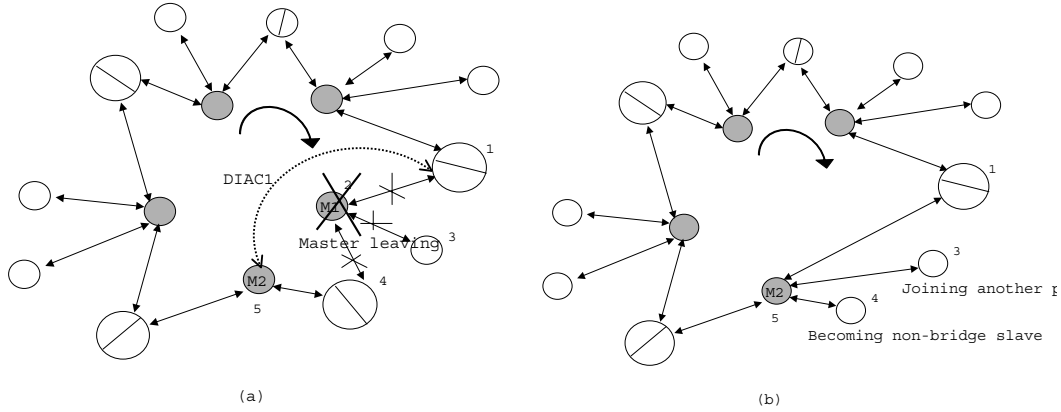 1
DIAC1
2
M1
Master leaving
3
4
M2
5
(a)
1
3
Joining another p
M2
4
5
Becoming non-bridge slave
(b)